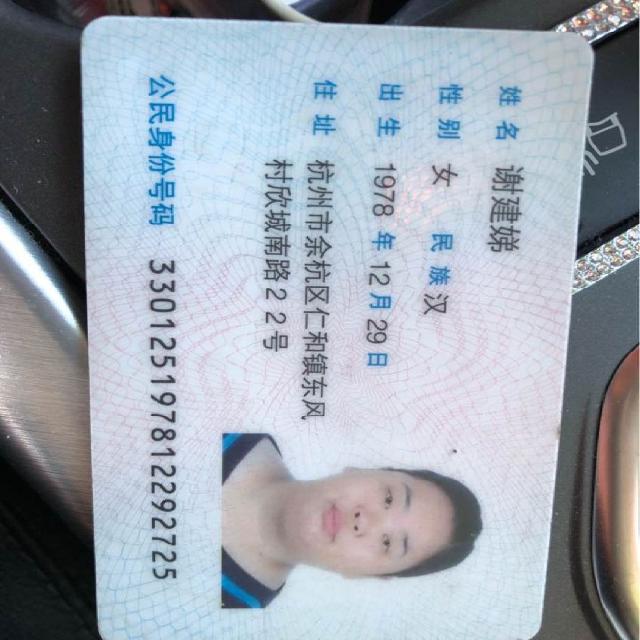 姓名 谢建娣
性别 女 民族 汉
出生 1978 年 12 月 29 日
住址 杭州市余杭区仁和镇东风
村欣城南路22号
公民身份号码 330125197812292725